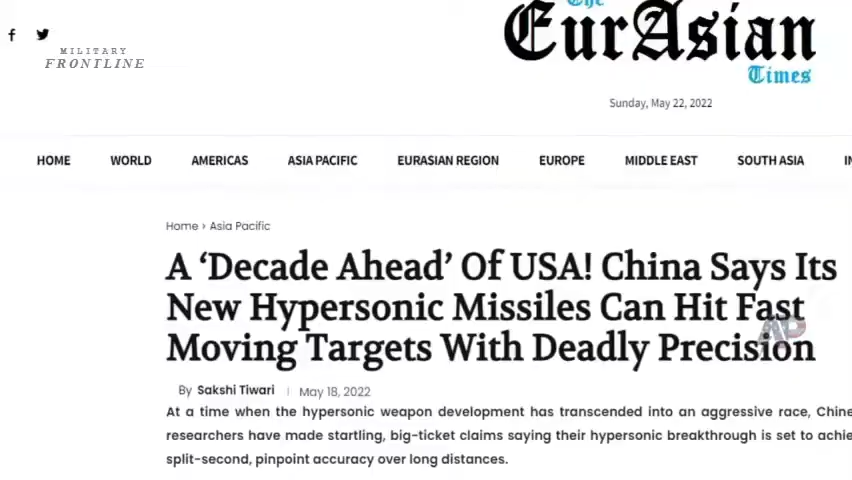 The
EurAsian
Times
f
MILITARY
FRONTLINE
Sunday, May 22, 2022
HOME WORLD AMERICAS ASIA PACIFIC EURASIAN REGION EUROPE MIDDLE EAST SOUTH ASIA IN
Home › Asia Pacific
A ‘Decade Ahead’ Of USA! China Says Its
New Hypersonic Missiles Can Hit Fast
Moving Targets With Deadly Precision
AP
By Sakshi Tiwari | May 18, 2022
At a time when the hypersonic weapon development has transcended into an aggressive race, Chine
researchers have made startling, big-ticket claims saying their hypersonic breakthrough is set to achie
split-second, pinpoint accuracy over long distances.